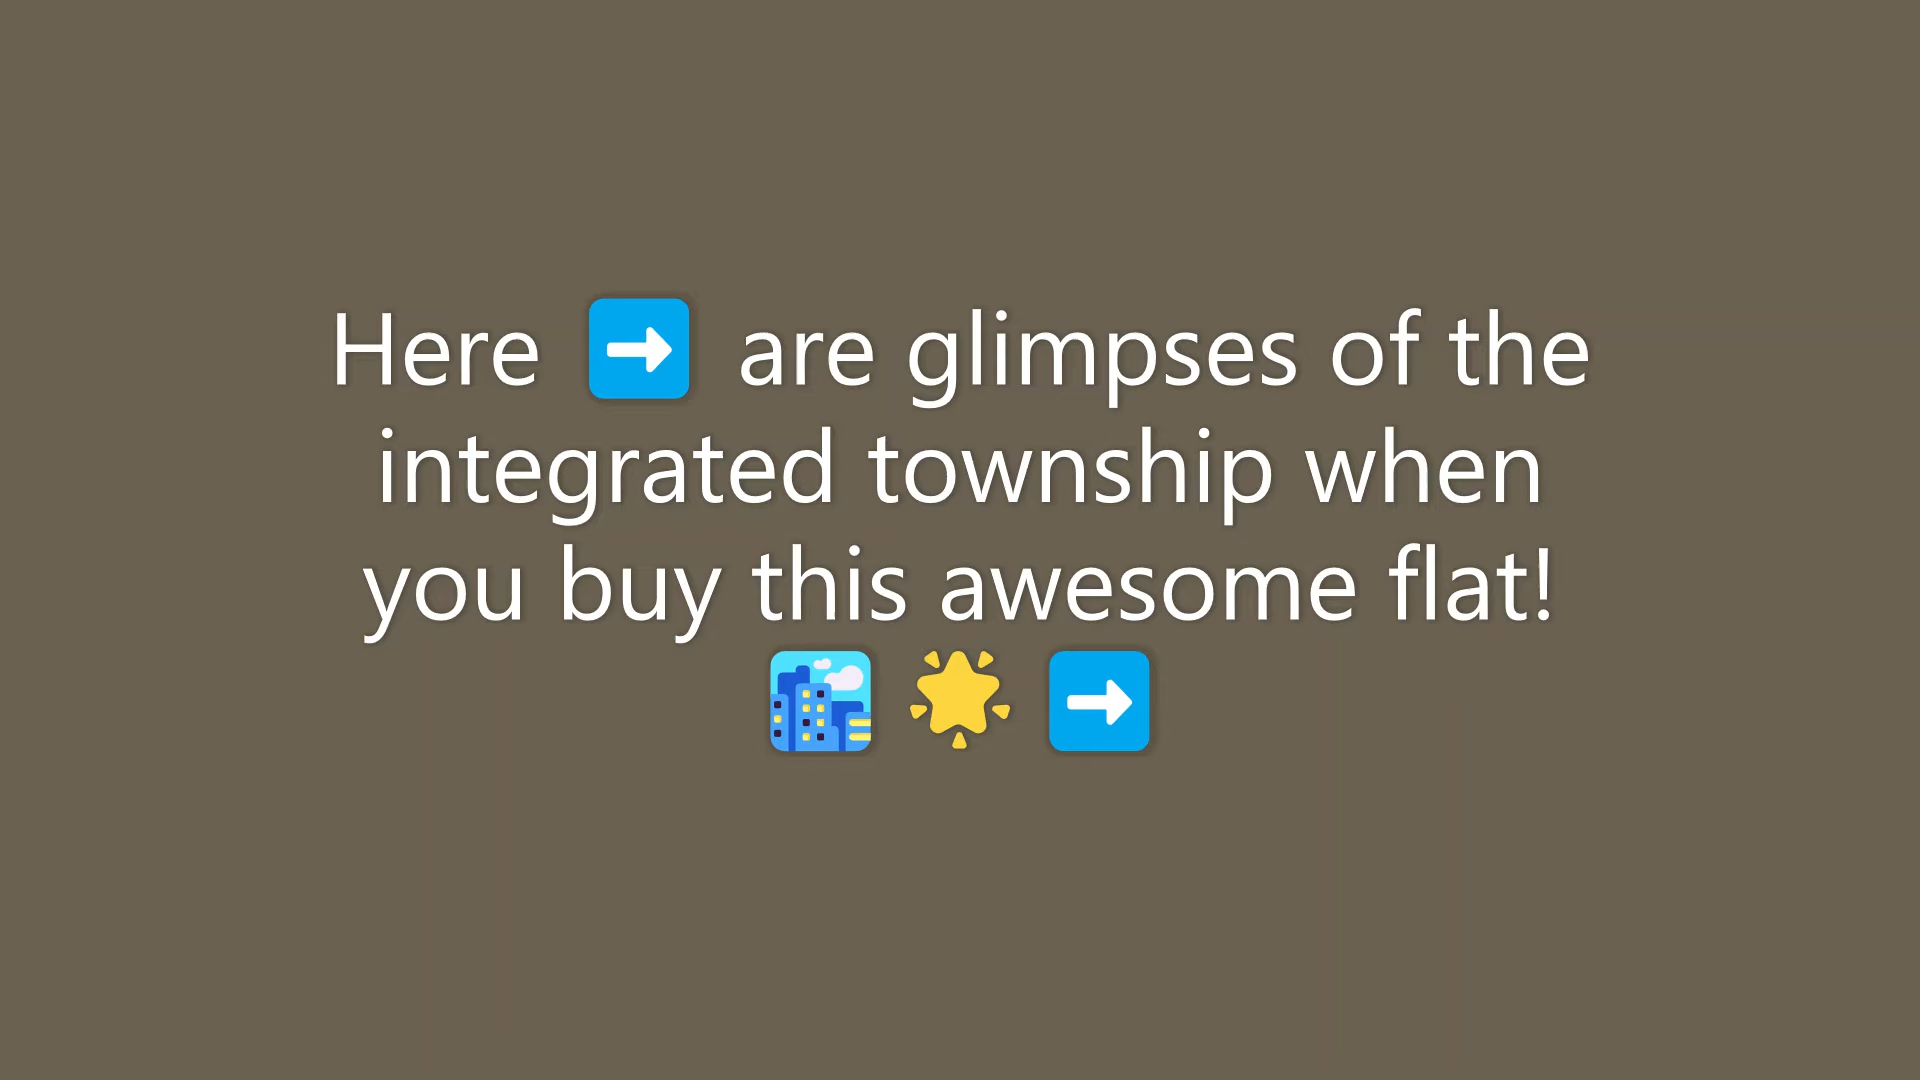 Here ➡️ are glimpses of the
integrated township when
you buy this awesome flat!
🏙️ 🌟 ➡️